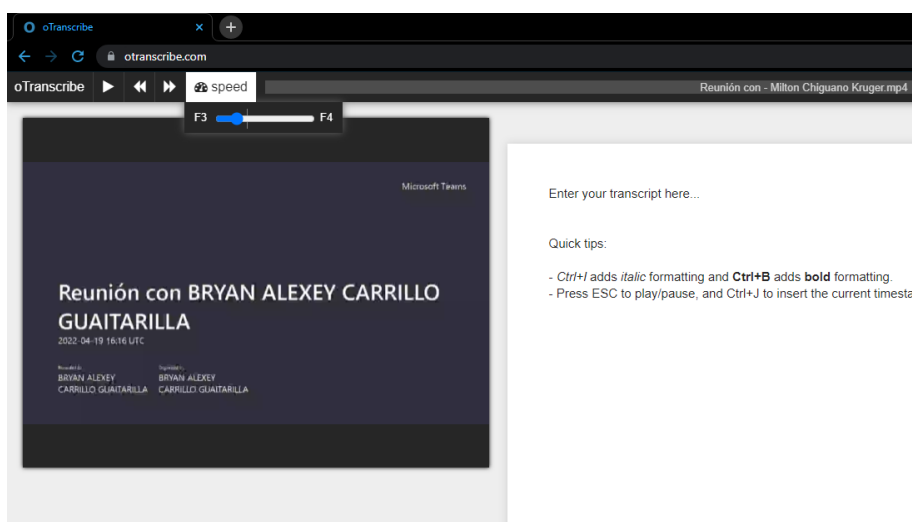 oTranscribe
otranscribe.com
oTranscribe speed Reunión con - Milton Chiguano Kruger.mp4
F3 F4
Microsoft Teams
Reunión con BRYAN ALEXEY CARRILLO
GUAITARILLA
2022-04-19 16:16 UTC
BRYAN ALEXEY
CARRILLO GUAITARILLA
BRYAN ALEXEY
CARRILLO GUAITARILLA
Enter your transcript here...
Quick tips:
- Ctrl+I adds italic formatting and Ctrl+B adds bold formatting.
- Press ESC to play/pause, and Ctrl+J to insert the current timesta